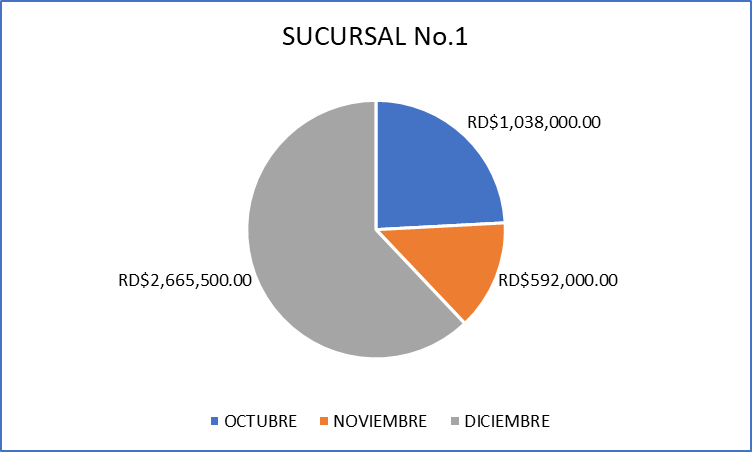 SUCURSAL No.1
RD$1,038,000.00
RD$592,000.00
RD$2,665,500.00
OCTUBRE NOVIEMBRE DICIEMBRE